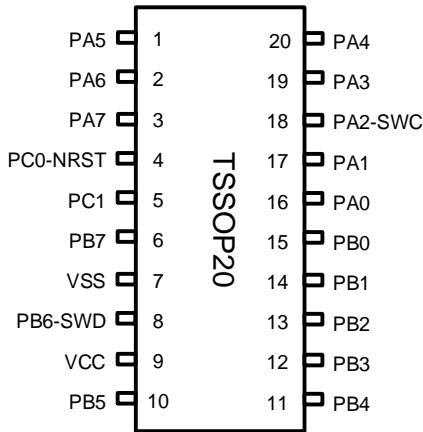 PA5 1 20 PA4
PA6 2 19 PA3
PA7 3 18 PA2-SWC
PC0-NRST 4 17 PA1
PC1 5 16 PA0
PB7 6 15 PB0
VSS 7 14 PB1
PB6-SWD 8 13 PB2
VCC 9 12 PB3
PB5 10 11 PB4
TSSOP20